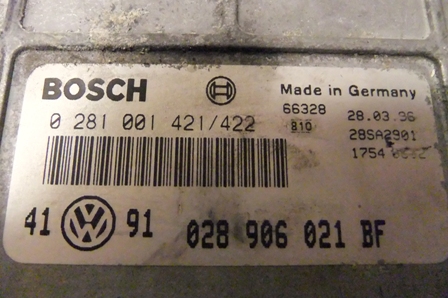 BOSCH Made in Germany
66328 28.03.96
0 281 001 421/422 810 28SA2901
1754
41 91 028 906 021 BF